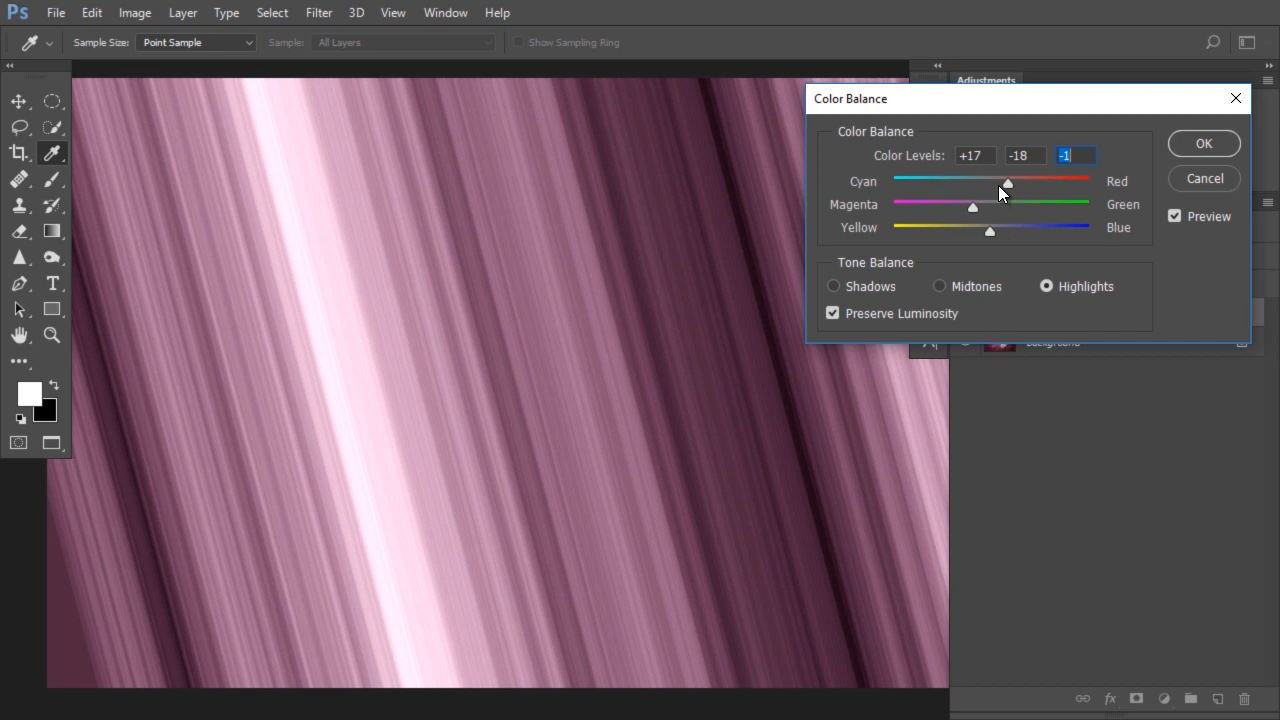 Ps File Edit Image Layer Type Select Filter 3D View Window Help
Sample Size: Point Sample Sample: All Layers Show Sampling Ring
Adjustments
Color Balance
Color Balance
Color Levels: +17 -18 -1
Cyan Red
Magenta Green
Yellow Blue
OK
Cancel
Preview
Tone Balance
Shadows Midtones Highlights
Preserve Luminosity
Background
fx